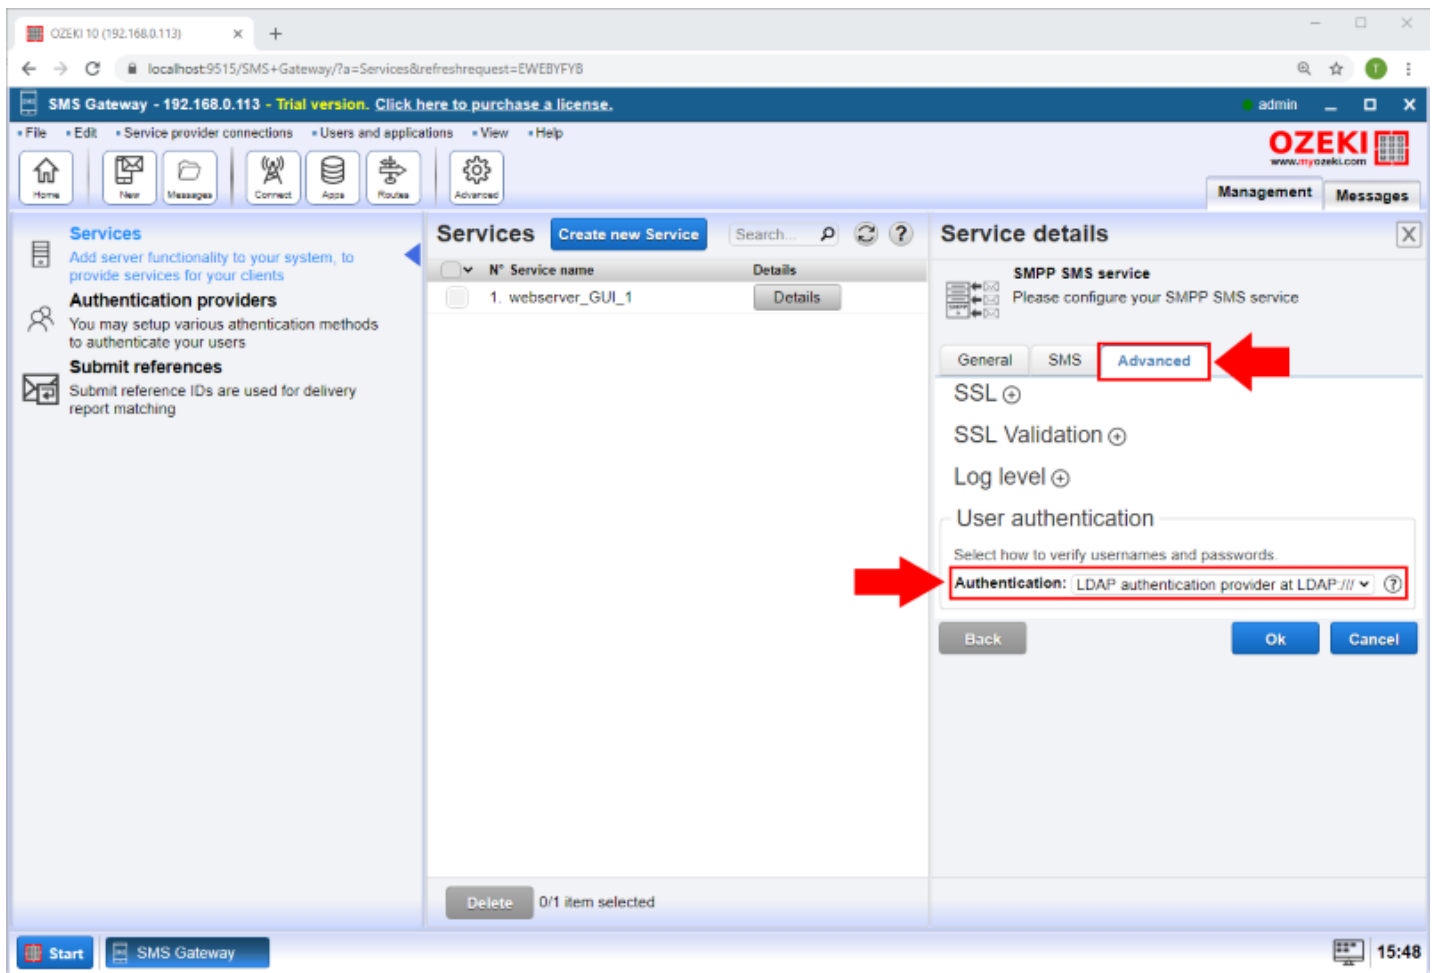 OZEKI 10 (192.168.0.113)
localhost:9515/SMS+Gateway/?a=Services&refreshrequest=EWEBYFYB
T
SMS Gateway - 192.168.0.113 - Trial version. Click here to purchase a license.
admin
File Edit Service provider connections Users and applications View Help
OZEKI
www.myozeki.com
Home New Messages Connect Apps Routes Advanced
Management Messages
Services
Add server functionality to your system, to
provide services for your clients
Authentication providers
You may setup various athentication methods
to authenticate your users
Submit references
Submit reference IDs are used for delivery
report matching
Services Create new Service Search... ?
N° Service name Details
1. webserver_GUI_1 Details
Delete 0/1 item selected
Service details X
SMPP SMS service
Please configure your SMPP SMS service
General SMS Advanced
SSL
SSL Validation
Log level
User authentication
Select how to verify usernames and passwords.
Authentication: LDAP authentication provider at LDAP:/// ?
Back Ok Cancel
Start SMS Gateway 15:48